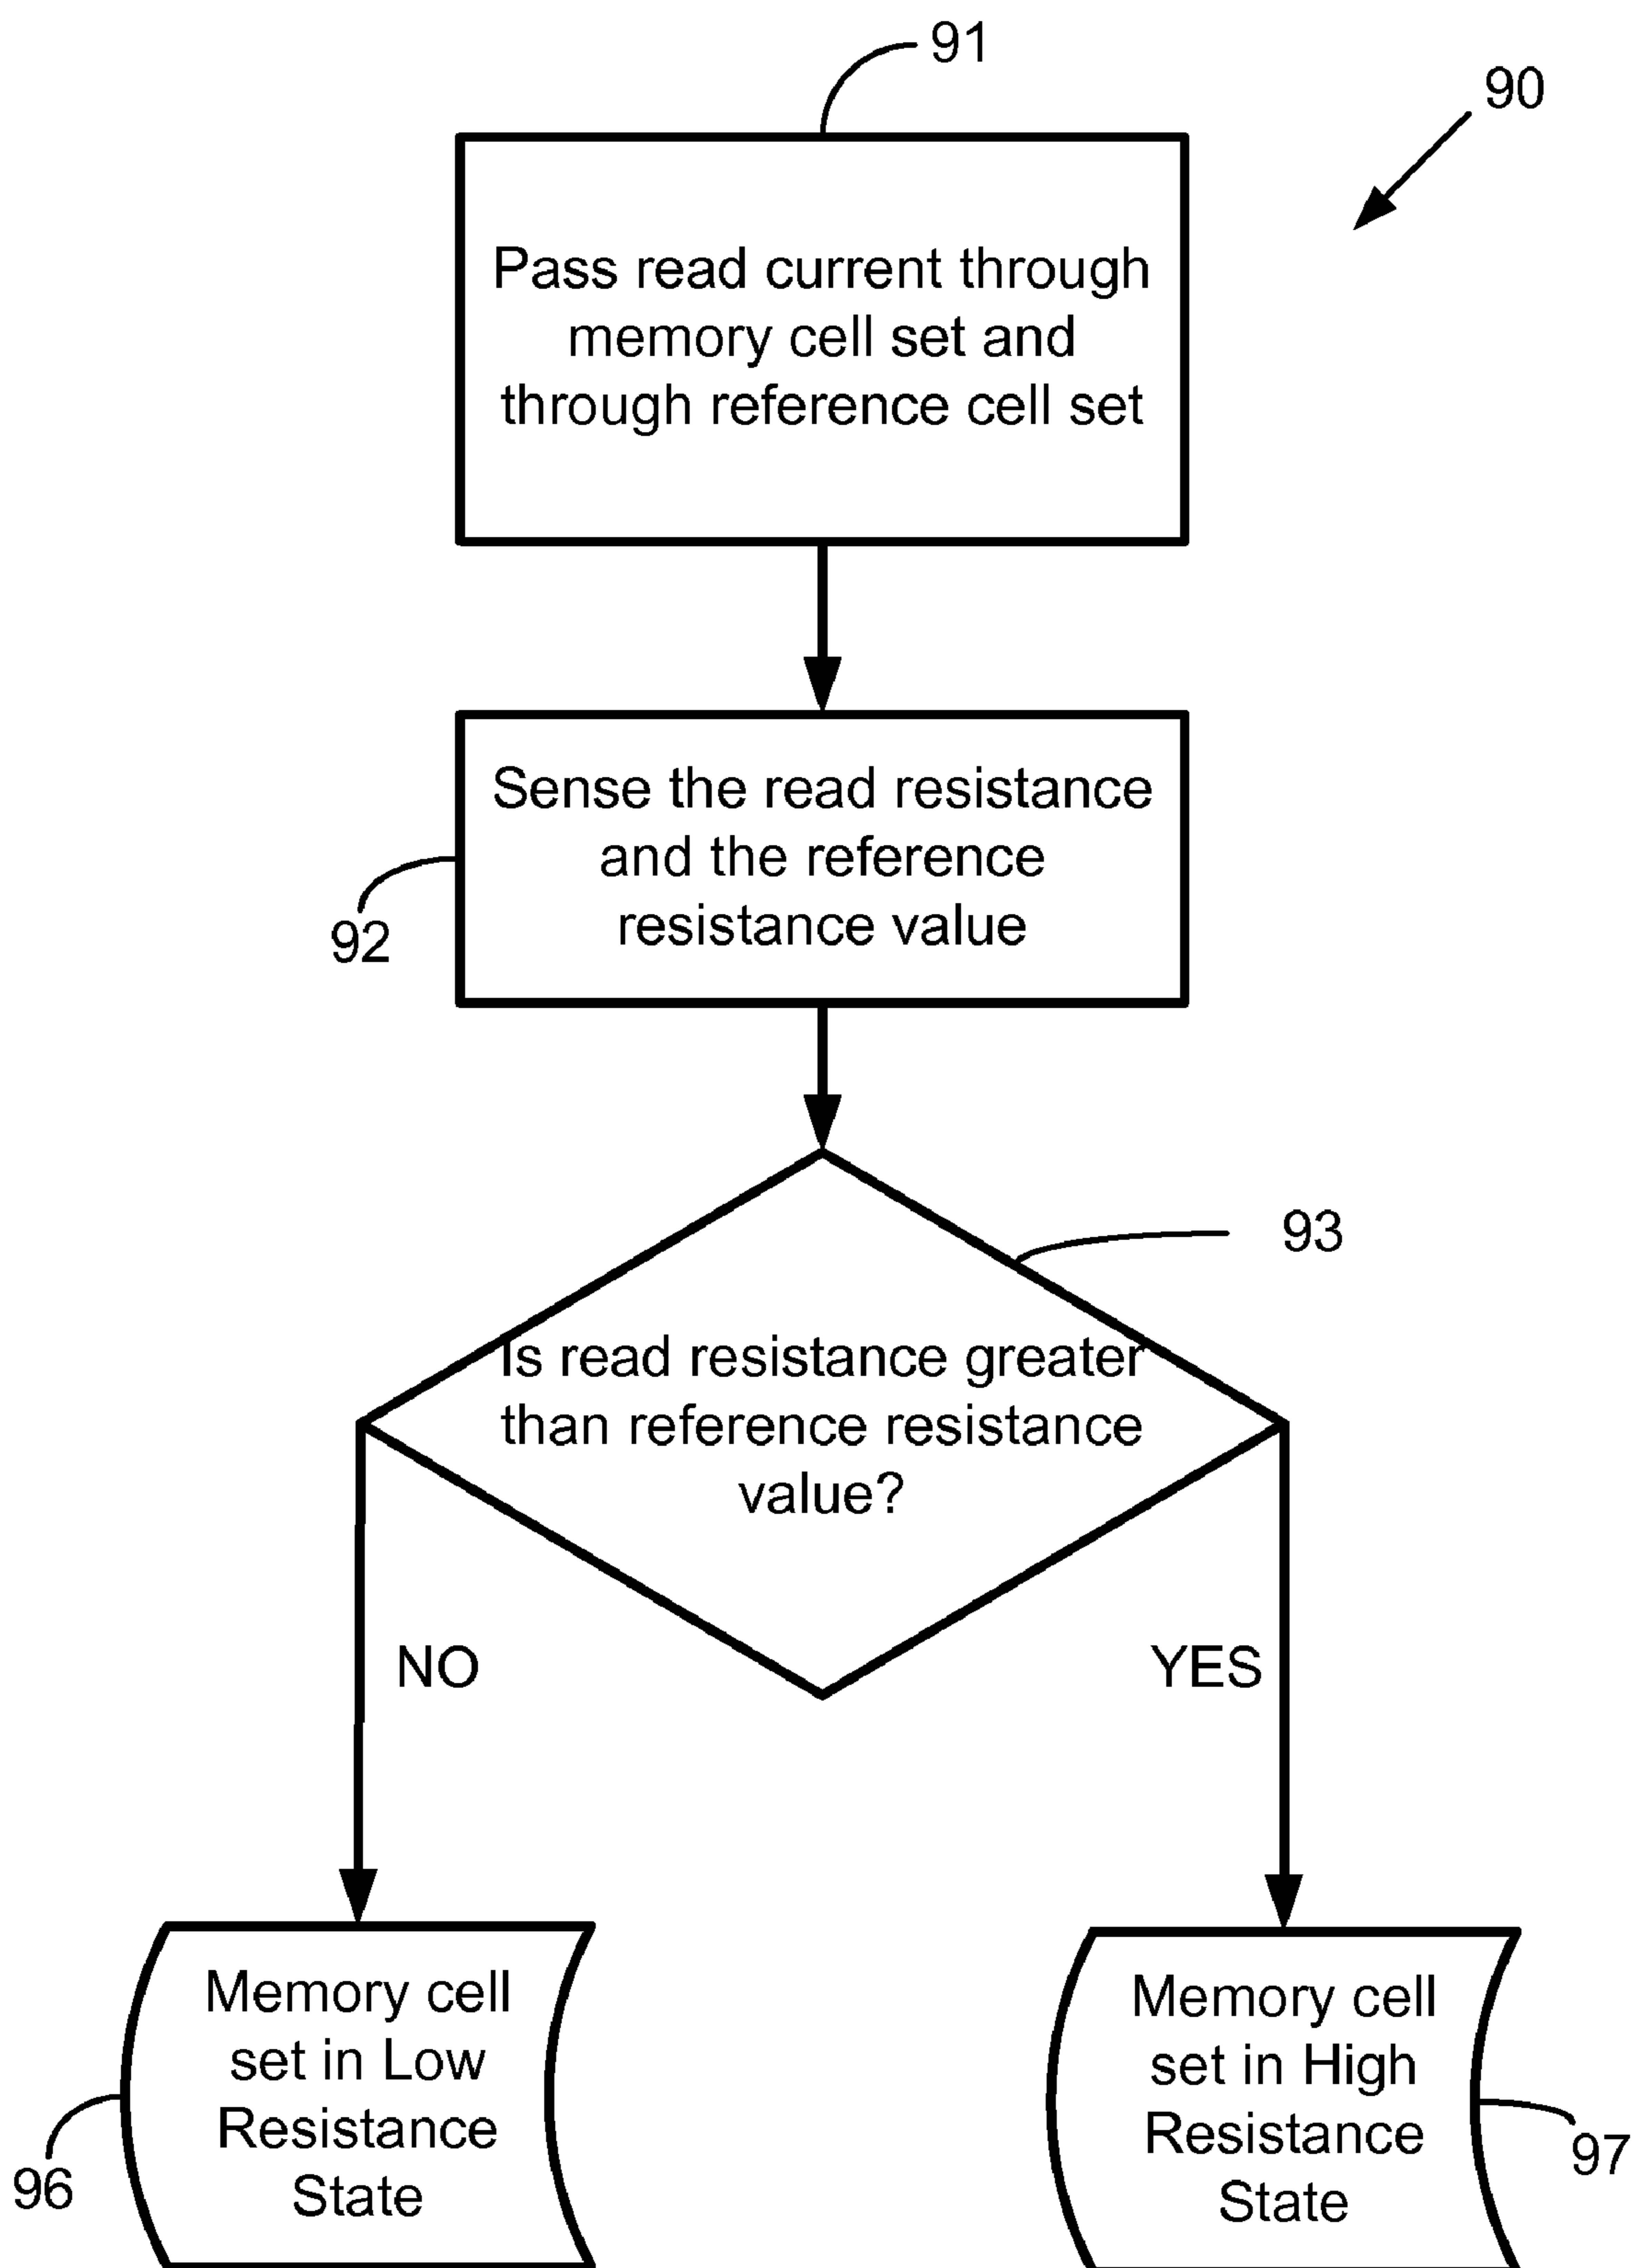 91
90
Pass read current through
memory cell set and
through reference cell set
Sense the read resistance
and the reference
resistance value
92
93
Is read resistance greater
than reference resistance
value?
NO
YES
Memory cell
set in Low
Resistance
State
96
Memory cell
set in High
Resistance
State
97